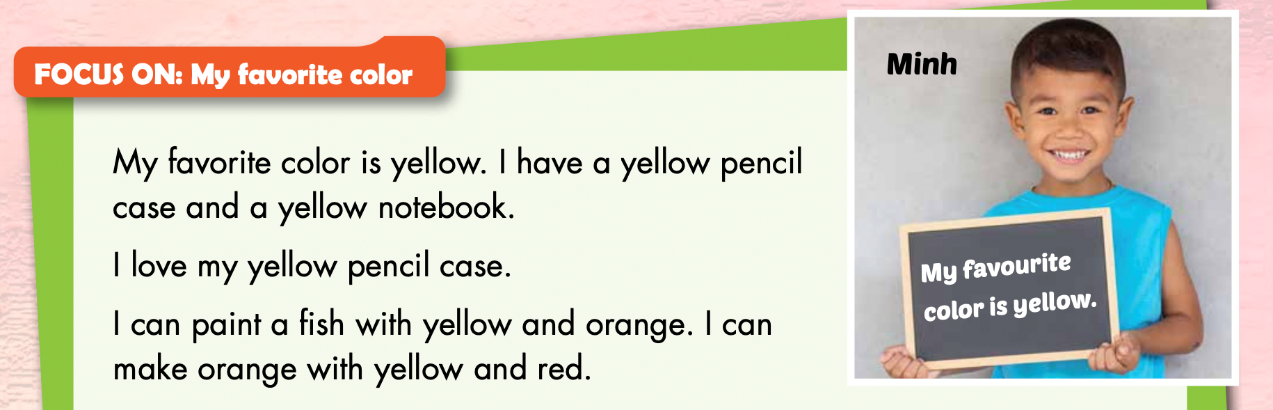 FOCUS ON: My favorite color
My favorite color is yellow. I have a yellow pencil
case and a yellow notebook.
I love my yellow pencil case.
I can paint a fish with yellow and orange. I can
make orange with yellow and red.
Minh
My favourite
color is yellow.